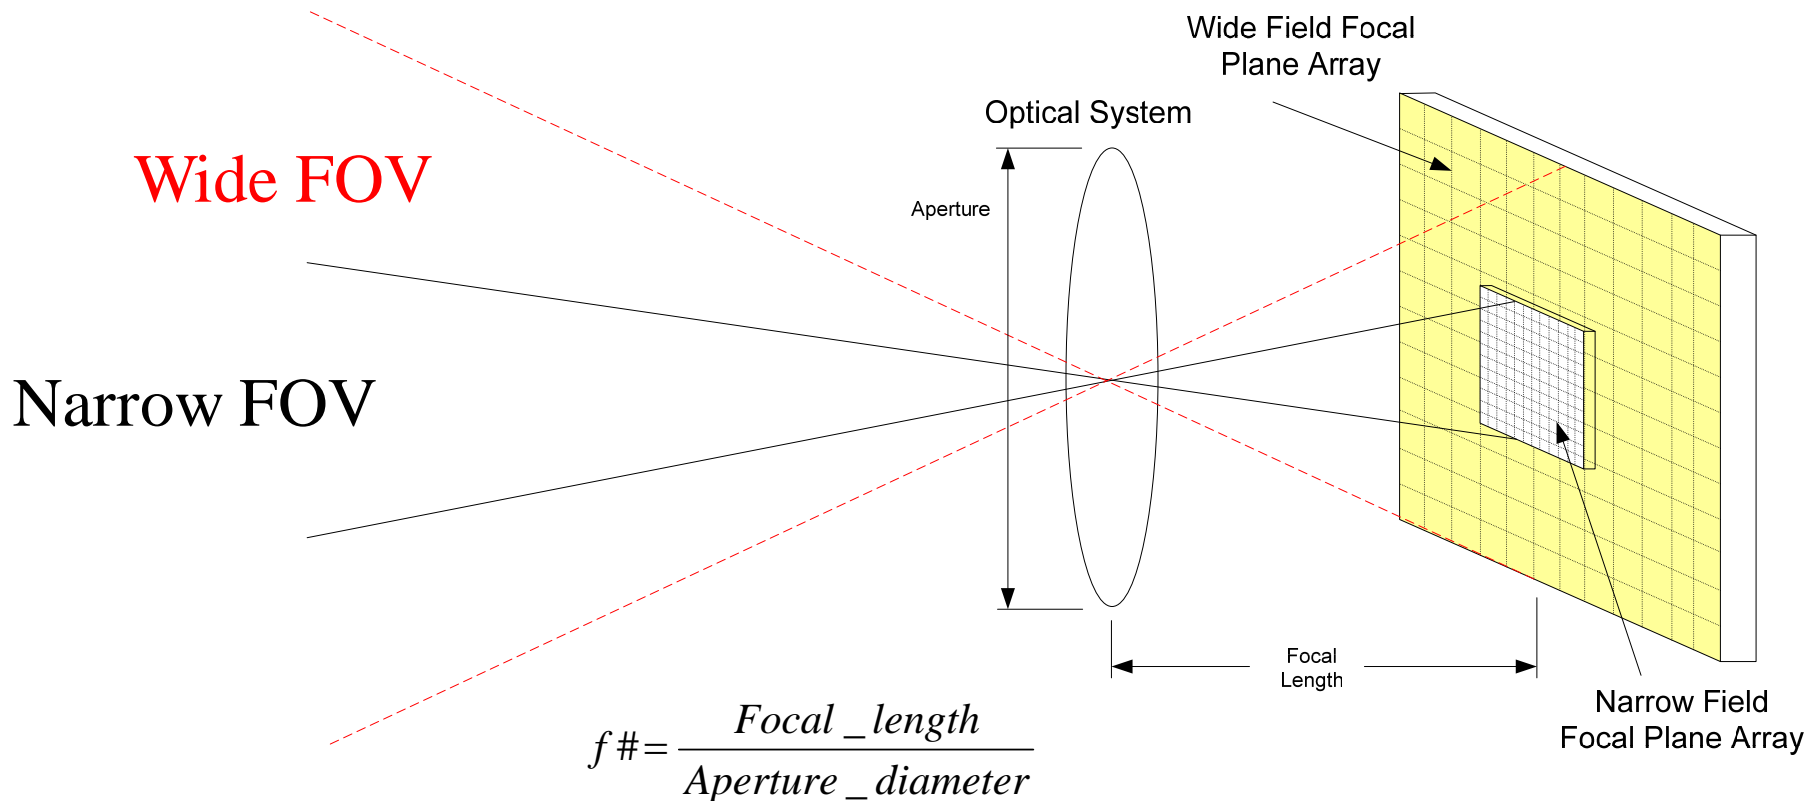 Wide Field Focal
Plane Array
Optical System
Wide FOV
Aperture
Narrow FOV
Focal
Length
Narrow Field
Focal Plane Array
f#= Focal_length
Aperture_diameter